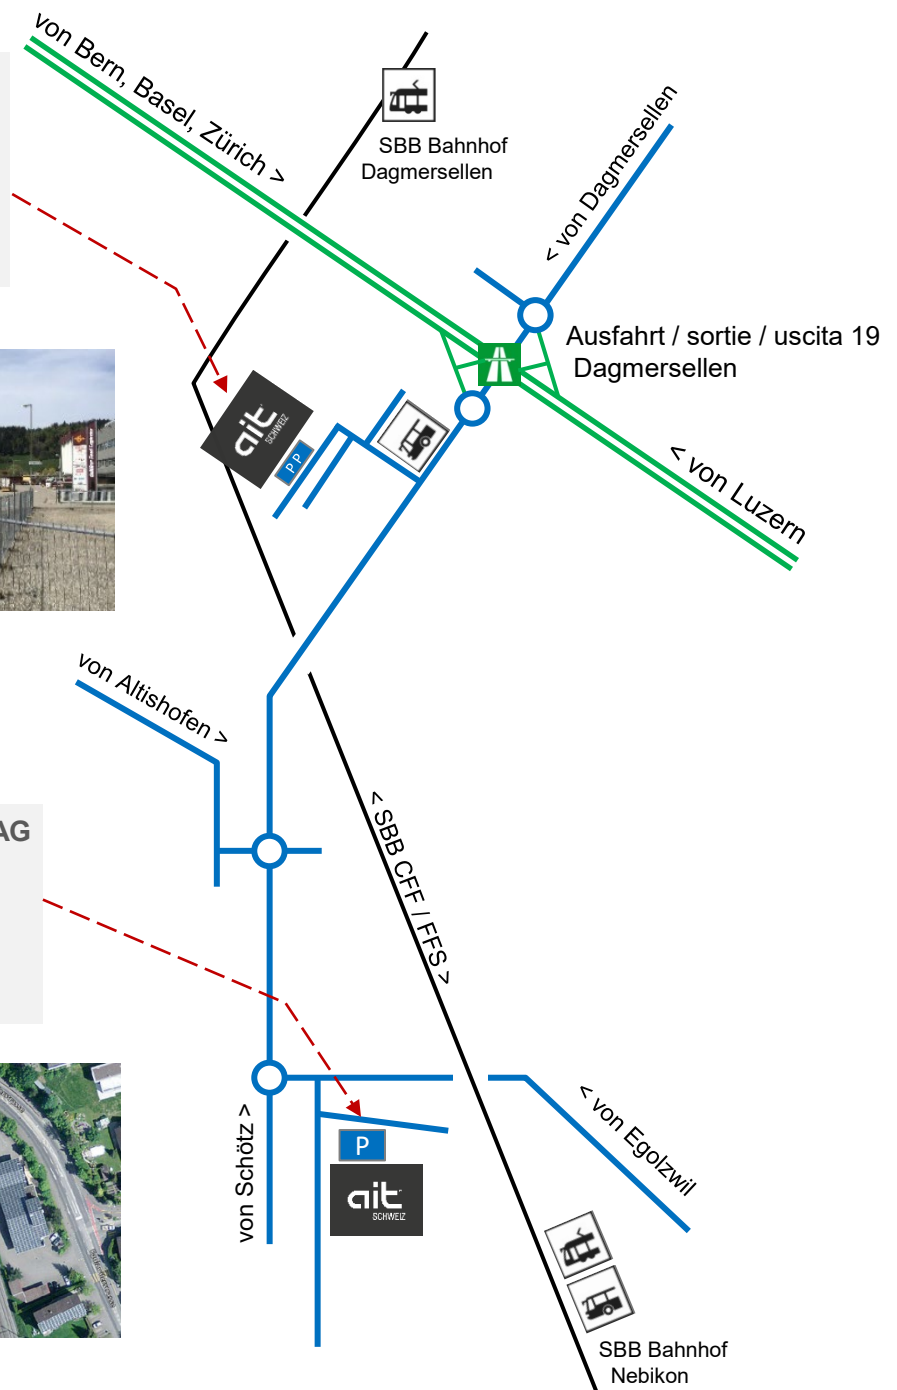 von Bern, Basel, Zürich >
SBB Bahnhof
Dagmersellen
< von Dagmersellen
Ausfahrt / sortie / uscita 19
Dagmersellen
ait
SCHWEIZ
P P
< von Luzern
von Altishofen >
AG
< SBB CFF / FFS >
von Schötz >
P
ait
SCHWEIZ
< von Egolzwil
SBB Bahnhof
Nebikon